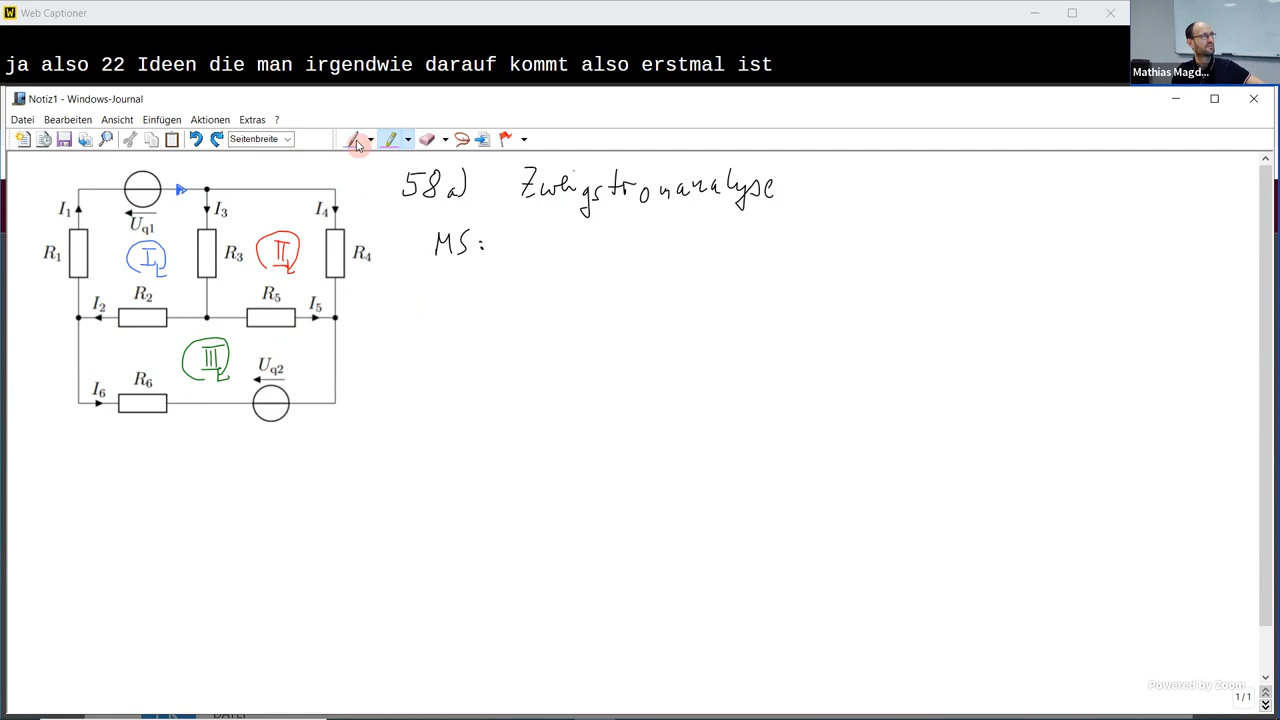 Web Captioner
ja also 22 Ideen die man irgendwie darauf kommt also erstmal ist
Mathias Magd...
Notiz1 - Windows-Journal
Datei Bearbeiten Ansicht Einfügen Aktionen Extras ?
Seitenbreite
58a) Zweigstromanalyse
MS:
I1
Uq1
I3
I4
R1
I
R3
II
R4
I2
R2
R5
I5
III
I6
R6
Uq2
Powered by Zoom
1/1